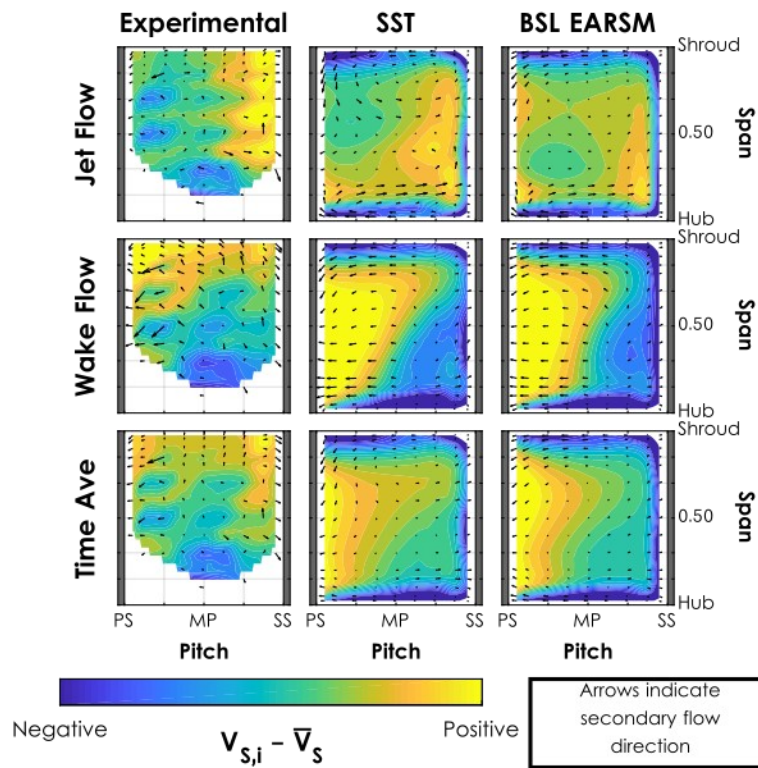 Experimental SST BSL EARSM
Jet Flow
Shroud
0.50
Hub
Span
Wake Flow
Shroud
0.50
Hub
Span
Time Ave
Shroud
0.50
Hub
Span
PS MP SS PS MP SS PS MP SS
Pitch Pitch Pitch
Negative Positive
V_{S,i} − V̅_S
Arrows indicate
secondary flow
direction